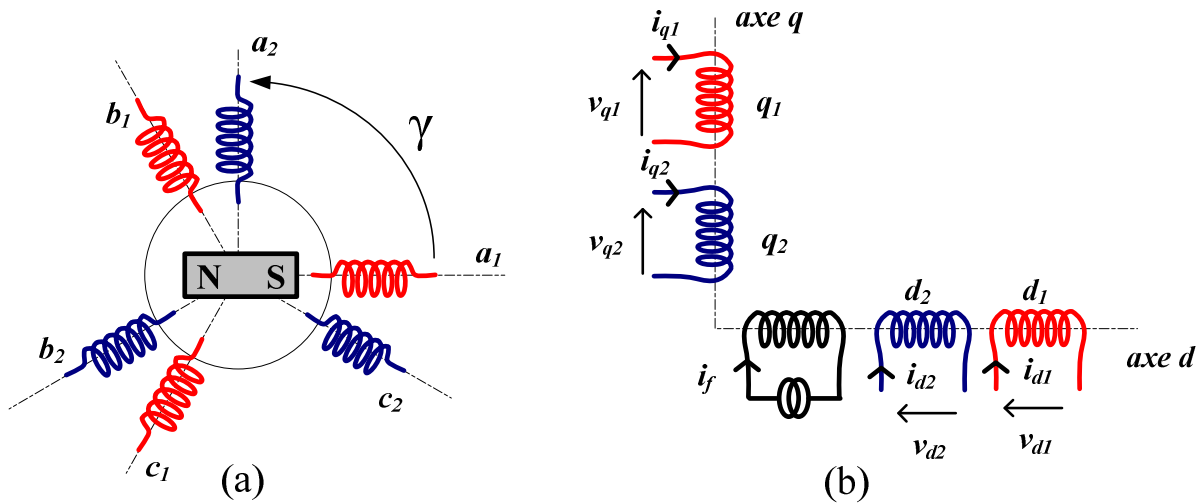 a2
b1
γ
N S
a1
b2
c2
c1
(a)
axe q
iq1
vq1
q1
iq2
vq2
q2
d2 d1
axe d
if
id2 id1
vd2 vd1
(b)